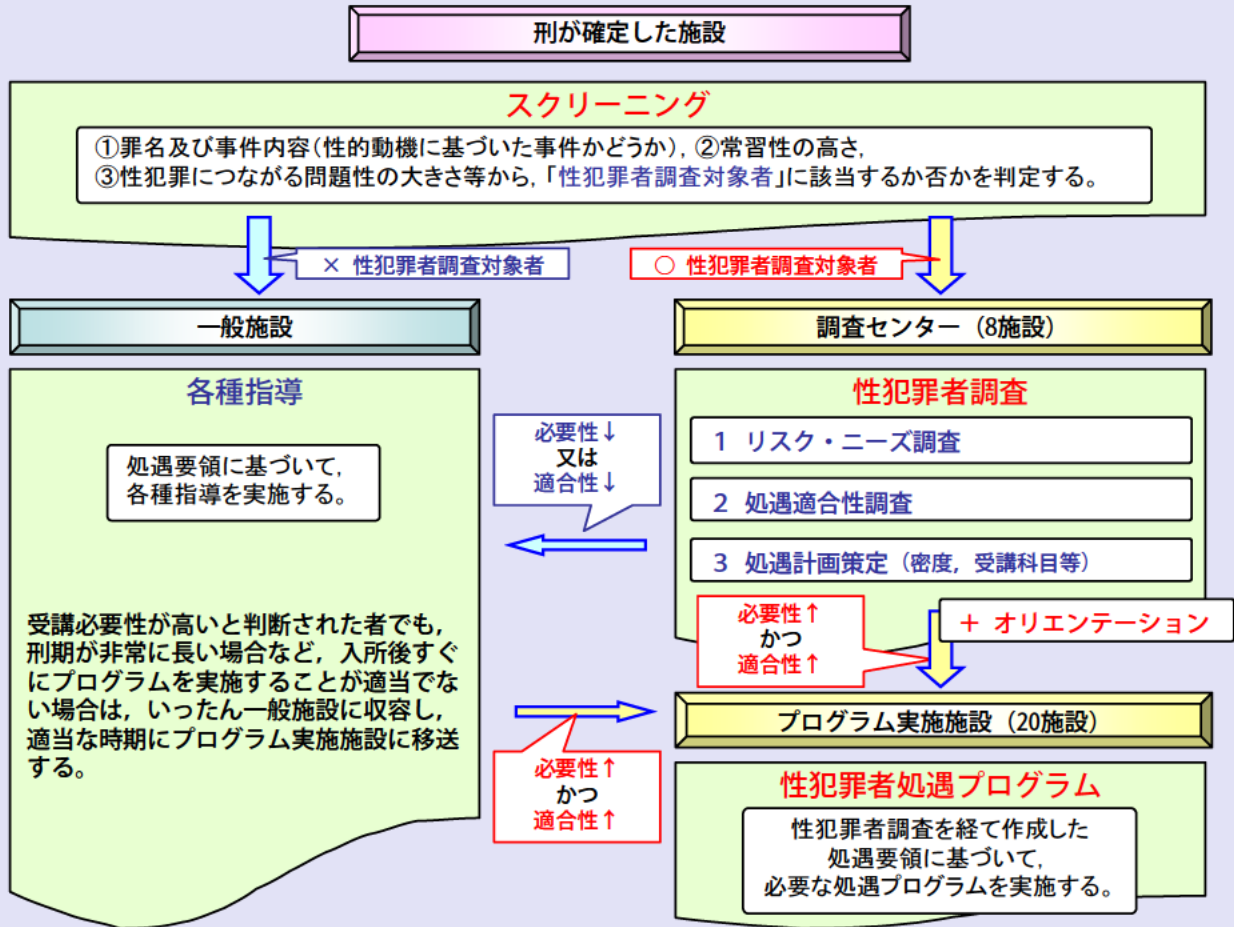 刑が確定した施設
スクリーニング
①罪名及び事件内容(性的動機に基づいた事件かどうか),②常習性の高さ,
③性犯罪につながる問題性の大きさ等から,「性犯罪者調査対象者」に該当するか否かを判定する。
× 性犯罪者調査対象者
○ 性犯罪者調査対象者
一般施設
調査センター(8施設)
各種指導
処遇要領に基づいて,
各種指導を実施する。
受講必要性が高いと判断された者でも,
刑期が非常に長い場合など,入所後すぐ
にプログラムを実施することが適当でな
い場合は,いったん一般施設に収容し,
適当な時期にプログラム実施施設に移送
する。
必要性↓
又は
適合性↓
性犯罪者調査
1 リスク・ニーズ調査
2 処遇適合性調査
3 処遇計画策定(密度,受講科目等)
必要性↑
かつ
適合性↑
+ オリエンテーション
必要性↑
かつ
適合性↑
プログラム実施施設(20施設)
性犯罪者処遇プログラム
性犯罪者調査を経て作成した
処遇要領に基づいて,
必要な処遇プログラムを実施する。